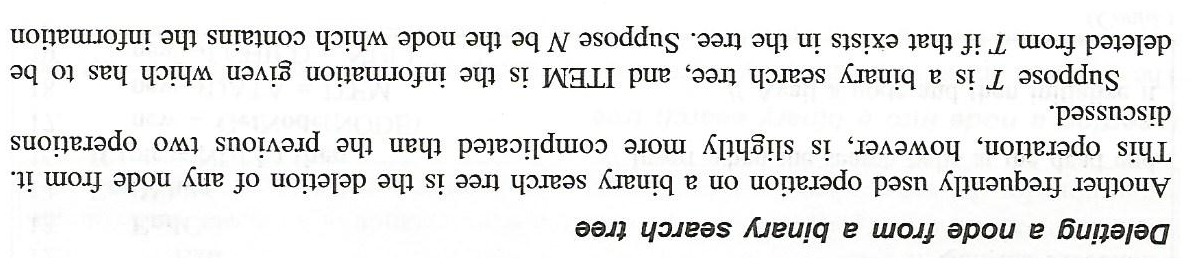 Deleting a node from a binary search tree
Another frequently used operation on a binary search tree is the deletion of any node from it.
This operation, however, is slightly more complicated than the previous two operations
discussed.
Suppose T is a binary search tree, and ITEM is the information given which has to be
deleted from T if that exists in the tree. Suppose N be the node which contains the information